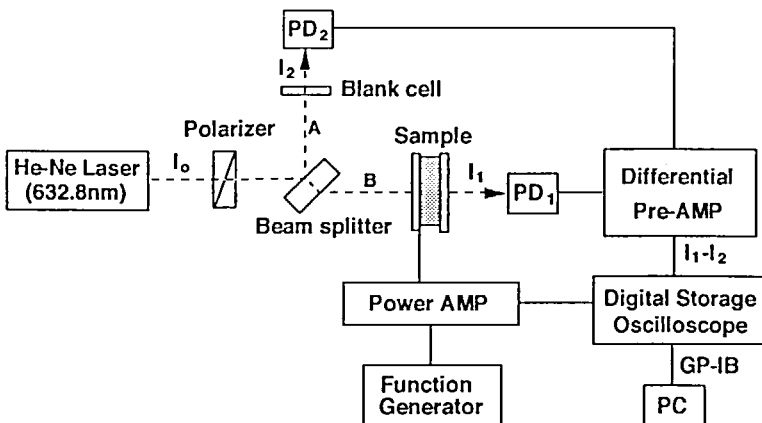 PD2
I2
Blank cell
Polarizer
A
Sample
He-Ne Laser
(632.8nm)
Io
B
I1
PD1
Differential
Pre-AMP
Beam splitter
I1-I2
Power AMP
Digital Storage
Oscilloscope
GP-IB
Function
Generator
PC